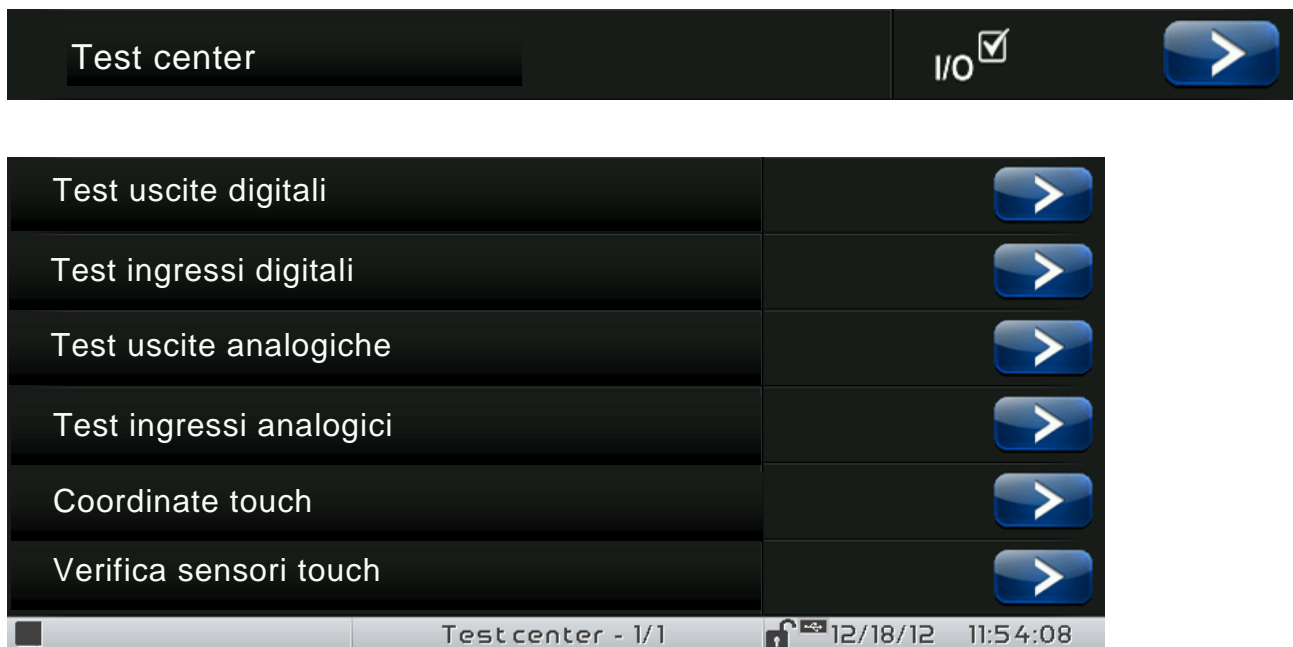 Test center
I/O
Test uscite digitali
Test ingressi digitali
Test uscite analogiche
Test ingressi analogici
Coordinate touch
Verifica sensori touch
Test center - 1/1 12/18/12 11:54:08